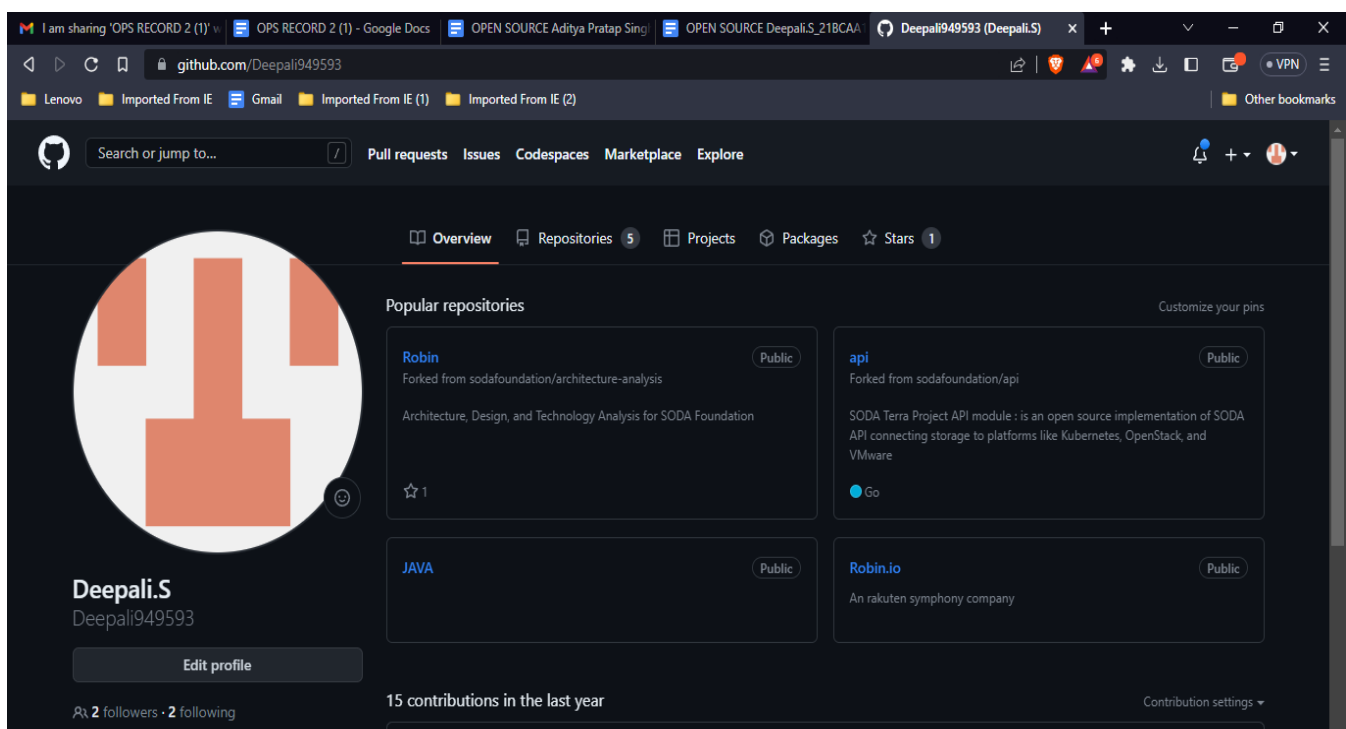 I am sharing 'OPS RECORD 2 (1)' w
OPS RECORD 2 (1) - Google Docs
OPEN SOURCE Aditya Pratap Sing
OPEN SOURCE Deepali.S_21BCAA1
Deepali949593 (Deepali.S)
github.com/Deepali949593
6
VPN
Lenovo
Imported From IE
Gmail
Imported From IE (1)
Imported From IE (2)
Other bookmarks
Search or jump to...
/
Pull requests
Issues
Codespaces
Marketplace
Explore
Overview
Repositories 5
Projects
Packages
Stars 1
Popular repositories
Customize your pins
Robin
Public
Forked from sodafoundation/architecture-analysis
Architecture, Design, and Technology Analysis for SODA Foundation
1
api
Public
Forked from sodafoundation/api
SODA Terra Project API module : is an open source implementation of SODA
API connecting storage to platforms like Kubernetes, OpenStack, and
VMware
Go
JAVA
Public
Robin.io
Public
An rakuten symphony company
Deepali.S
Deepali949593
Edit profile
2 followers · 2 following
15 contributions in the last year
Contribution settings